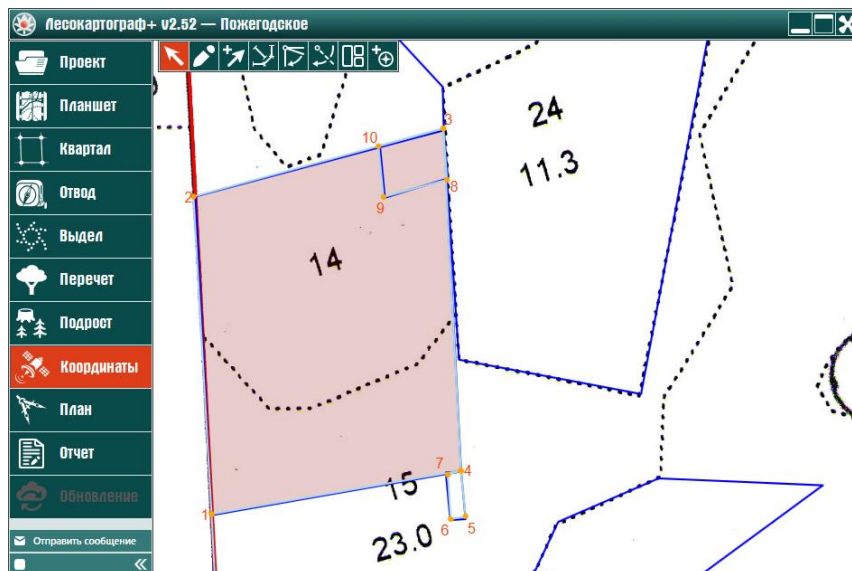 Лесокартограф+ v2.52 — Пожегодское
Проект
Планшет
Квартал
Отвод
Выдел
Перечет
Подрост
Координаты
План
Отчет
Обновление
Отправить сообщение
24
11.3
3
10
8
2
9
14
7
4
15
1
6
5
23.0